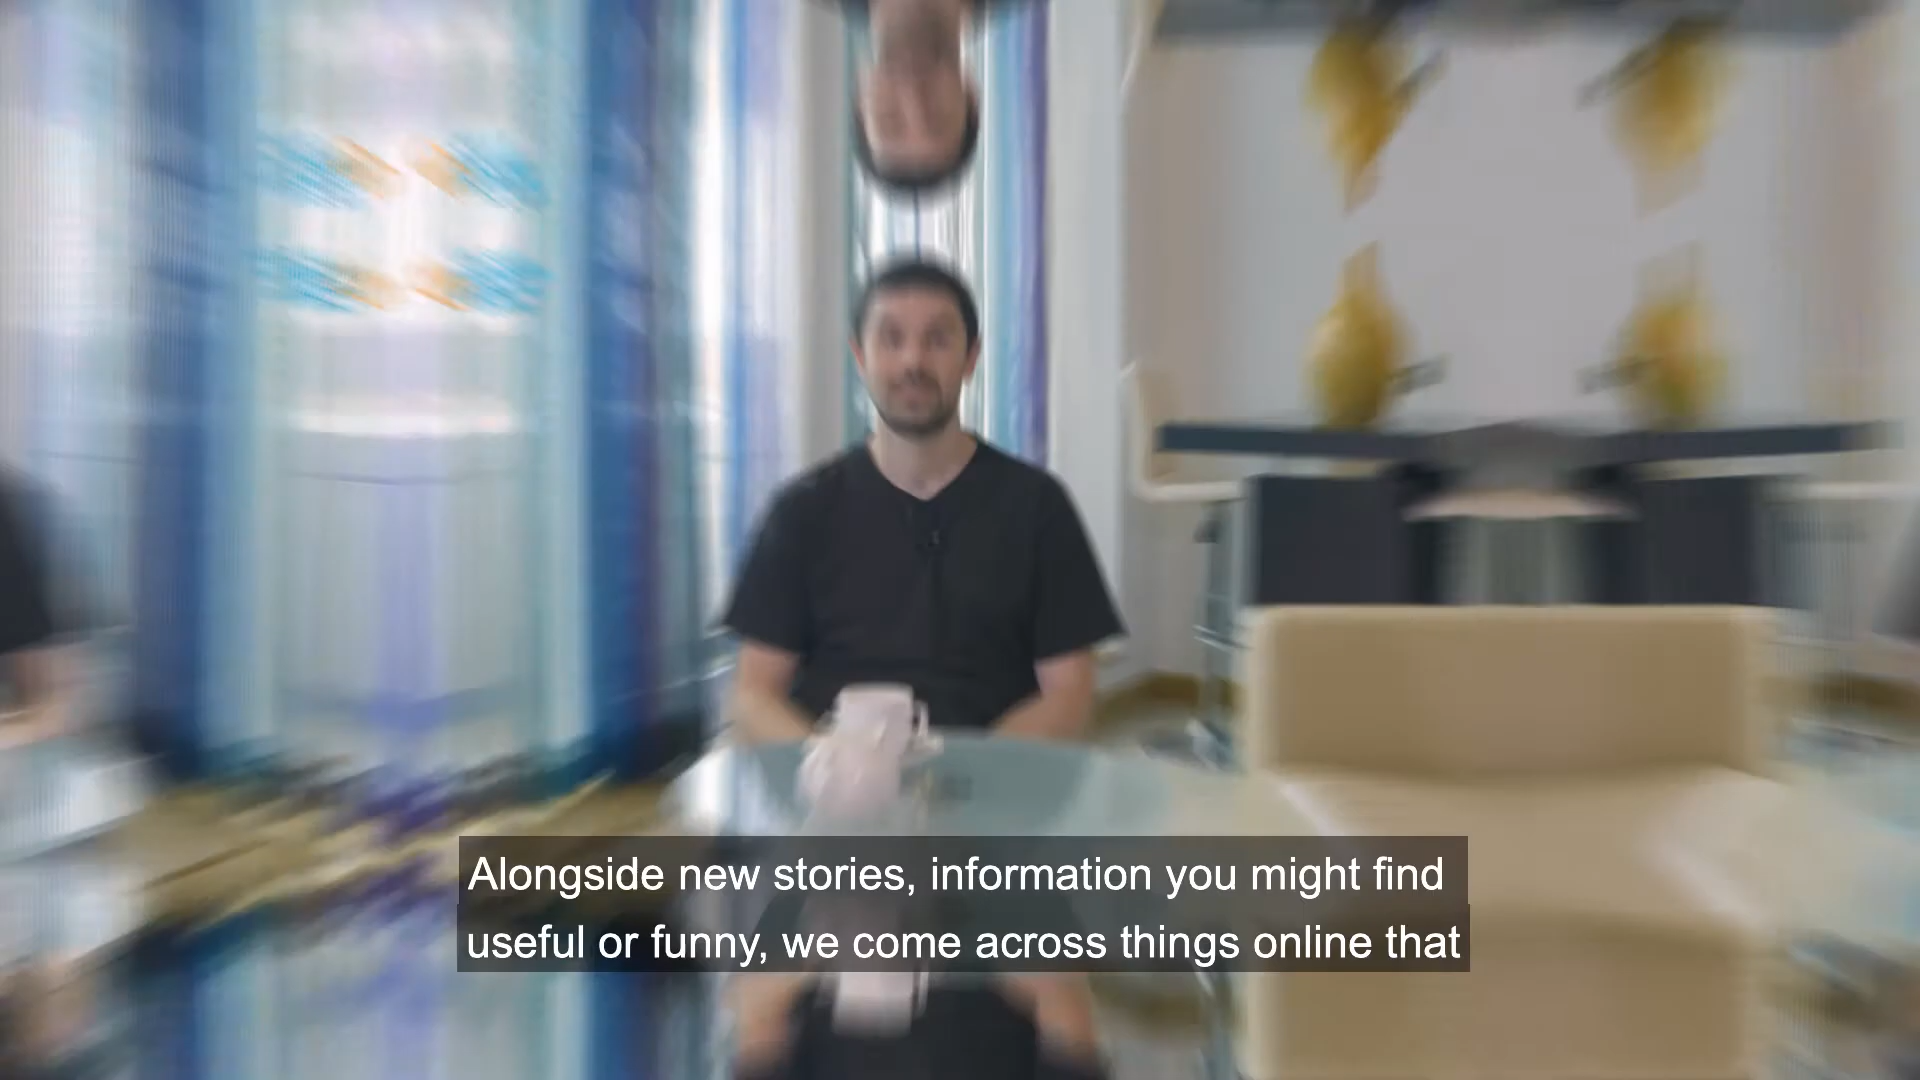 Alongside new stories, information you might find
useful or funny, we come across things online that